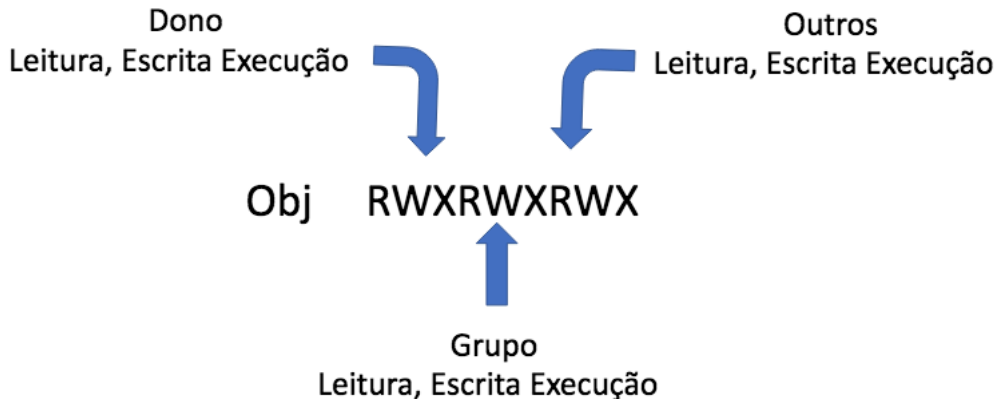 Dono
Leitura, Escrita Execução
Outros
Leitura, Escrita Execução
Obj RWXRWXRWX
Grupo
Leitura, Escrita Execução